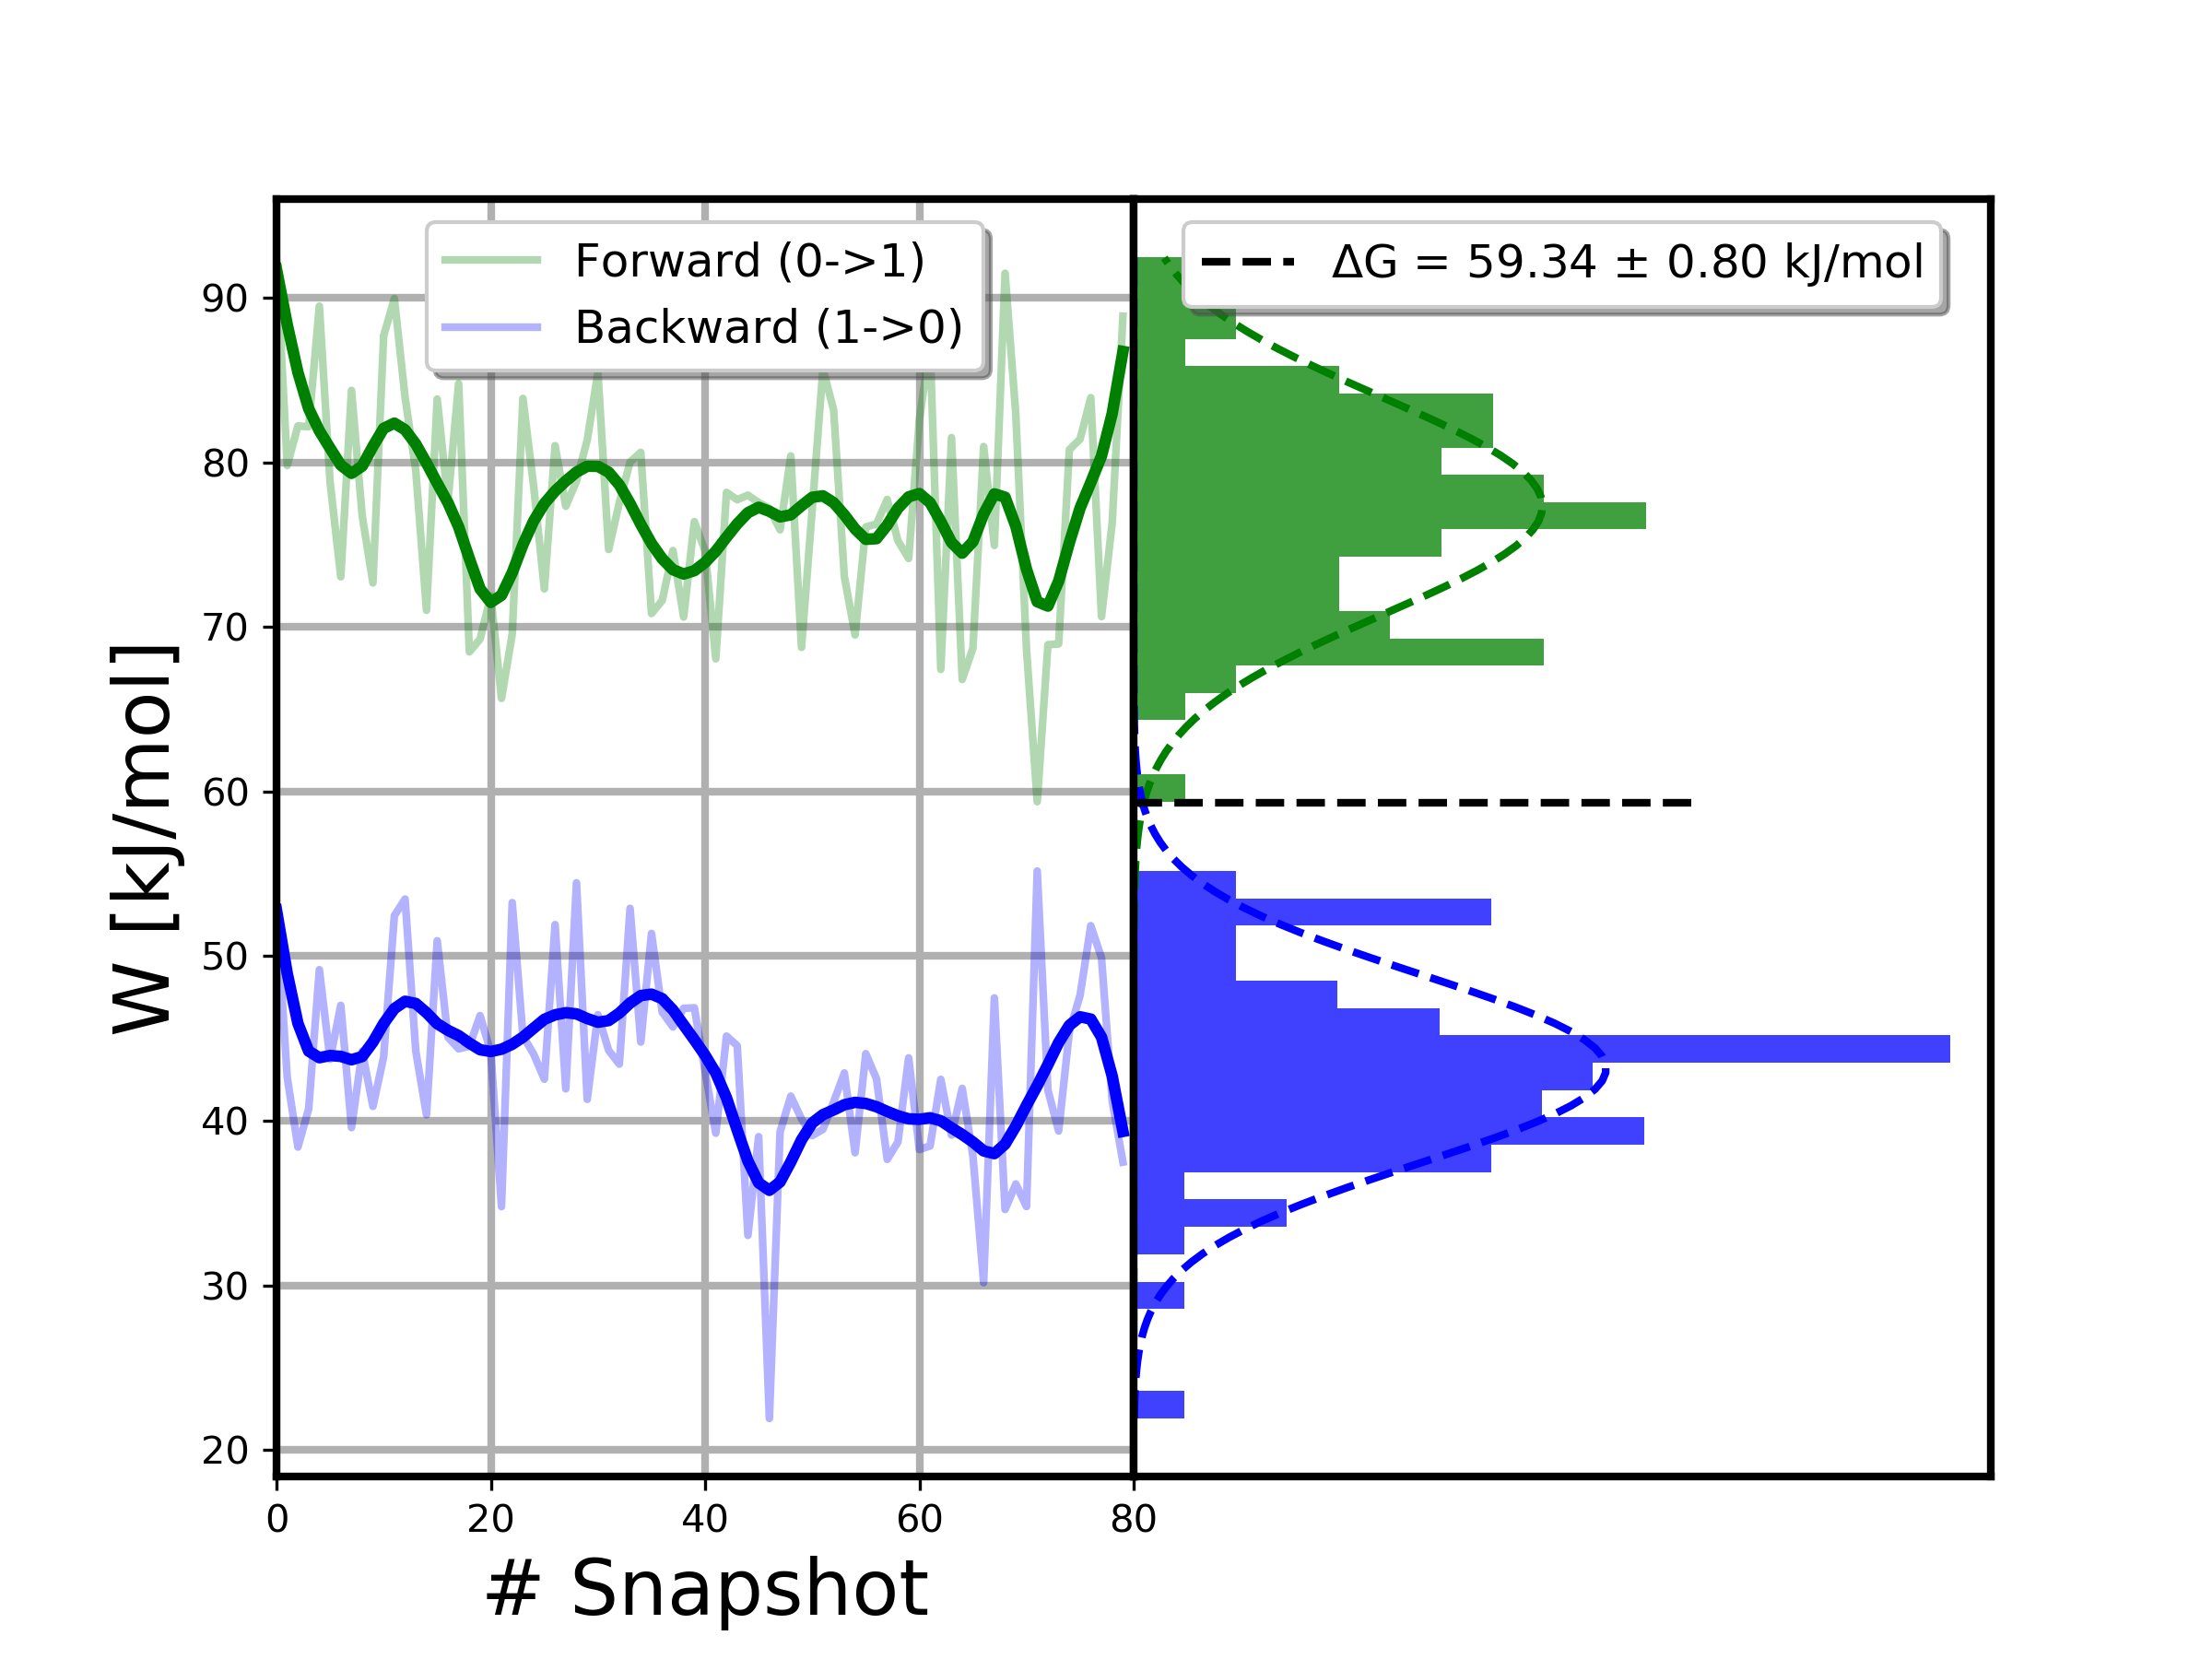 Forward (0->1)
Backward (1->0)
ΔG = 59.34 ± 0.80 kJ/mol
W [kJ/mol]
90
80
70
60
50
40
30
20
0 20 40 60 80
# Snapshot